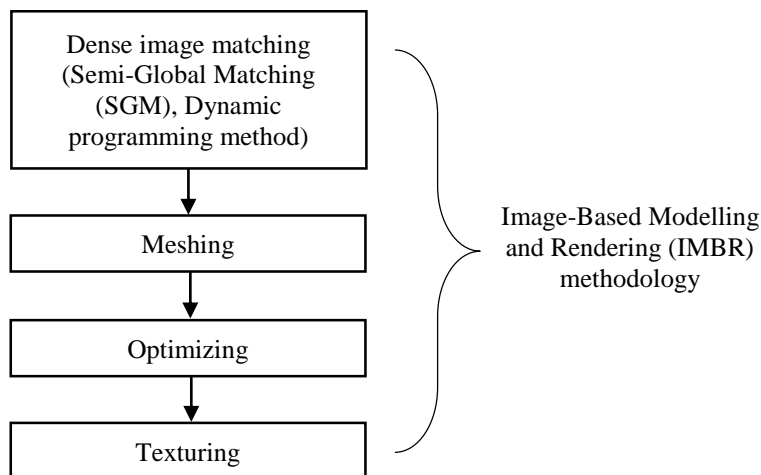 Dense image matching
(Semi-Global Matching
(SGM), Dynamic
programming method)
Meshing
Optimizing
Texturing
Image-Based Modelling
and Rendering (IMBR)
methodology